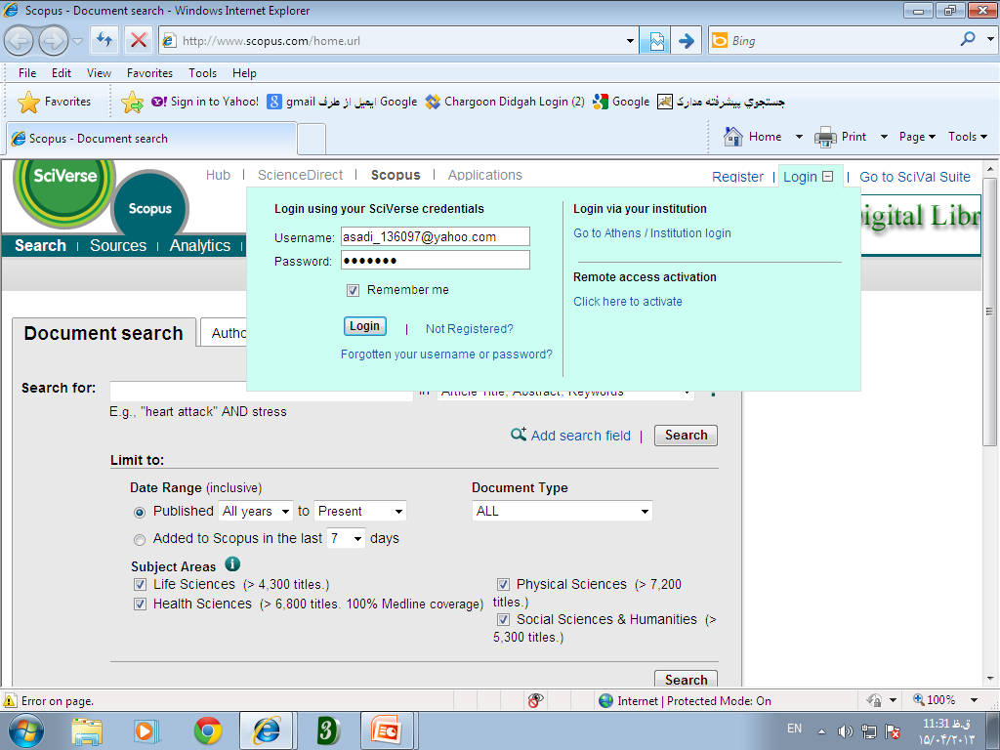 Scopus - Document search - Windows Internet Explorer
http://www.scopus.com/home.url
Bing
File Edit View Favorites Tools Help
Favorites Sign in to Yahoo! gmail ایمیل از طرف Google Chargoon Didgah Login (2) Google جستجوي پيشرفته مدارک
Scopus - Document search Home Print Page Tools
SciVerse Hub | ScienceDirect | Scopus | Applications Register | Login | Go to SciVal Suite
Scopus
Search | Sources | Analytics |
igital Libr
Login using your SciVerse credentials
Username: asadi_136097@yahoo.com
Password: ●●●●●●●
Remember me
Login | Not Registered?
Forgotten your username or password?
Login via your institution
Go to Athens / Institution login
Remote access activation
Click here to activate
Document search Autho
Search for: in Article Title, Abstract, Keywords
E.g., "heart attack" AND stress
Add search field | Search
Limit to:
Date Range (inclusive) Document Type
Published All years to Present ALL
Added to Scopus in the last 7 days
Subject Areas
Life Sciences (> 4,300 titles.)
Health Sciences (> 6,800 titles. 100% Medline coverage)
Physical Sciences (> 7,200
titles.)
Social Sciences & Humanities (>
5,300 titles.)
Search
Error on page. Internet | Protected Mode: On 100%
EN 11:31 ق.ظ
۱۵/۰۴/۲۰۱۳